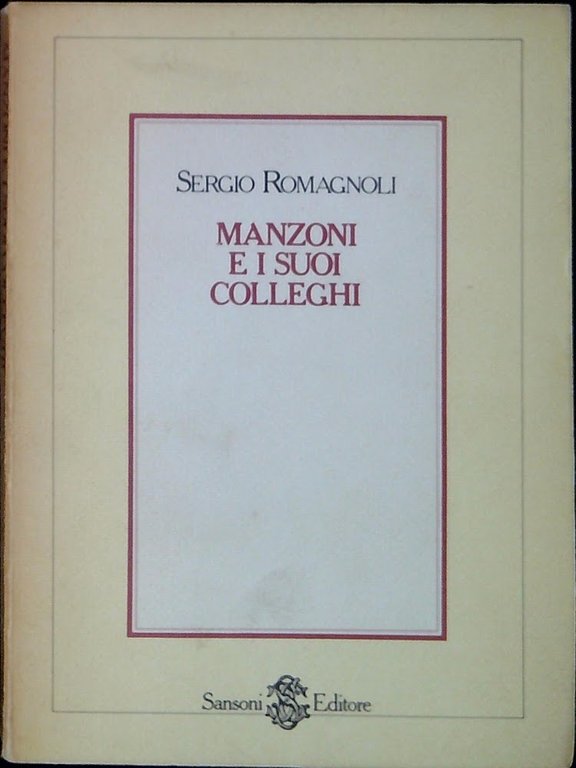 SERGIO ROMAGNOLI
MANZONI
E I SUOI
COLLEGHI
Sansoni Editore